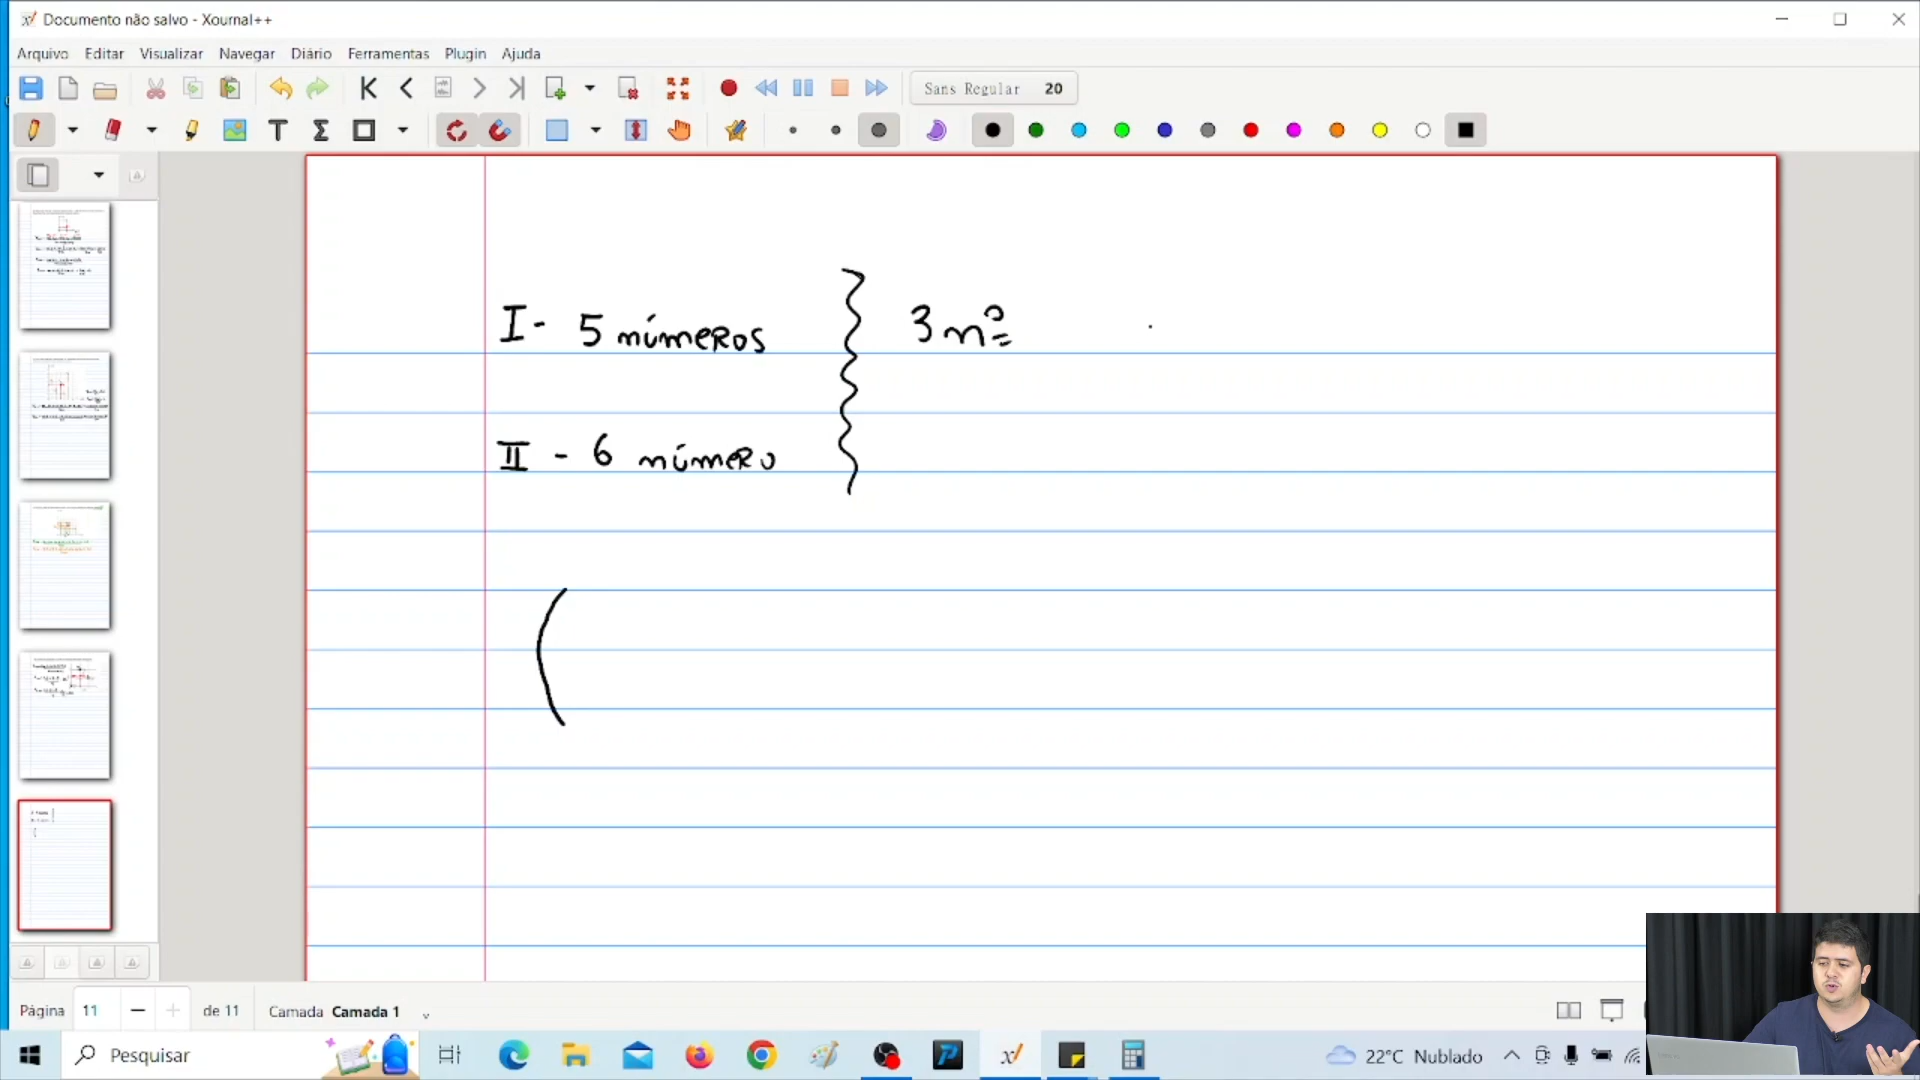 Documento não salvo - Xournal++
Arquivo Editar Visualizar Navegar Diário Ferramentas Plugin Ajuda
Sans Regular 20
I - 5 números 3 nº
II - 6 número
(
Página 11 de 11 Camada Camada 1
Pesquisar 22°C Nublado